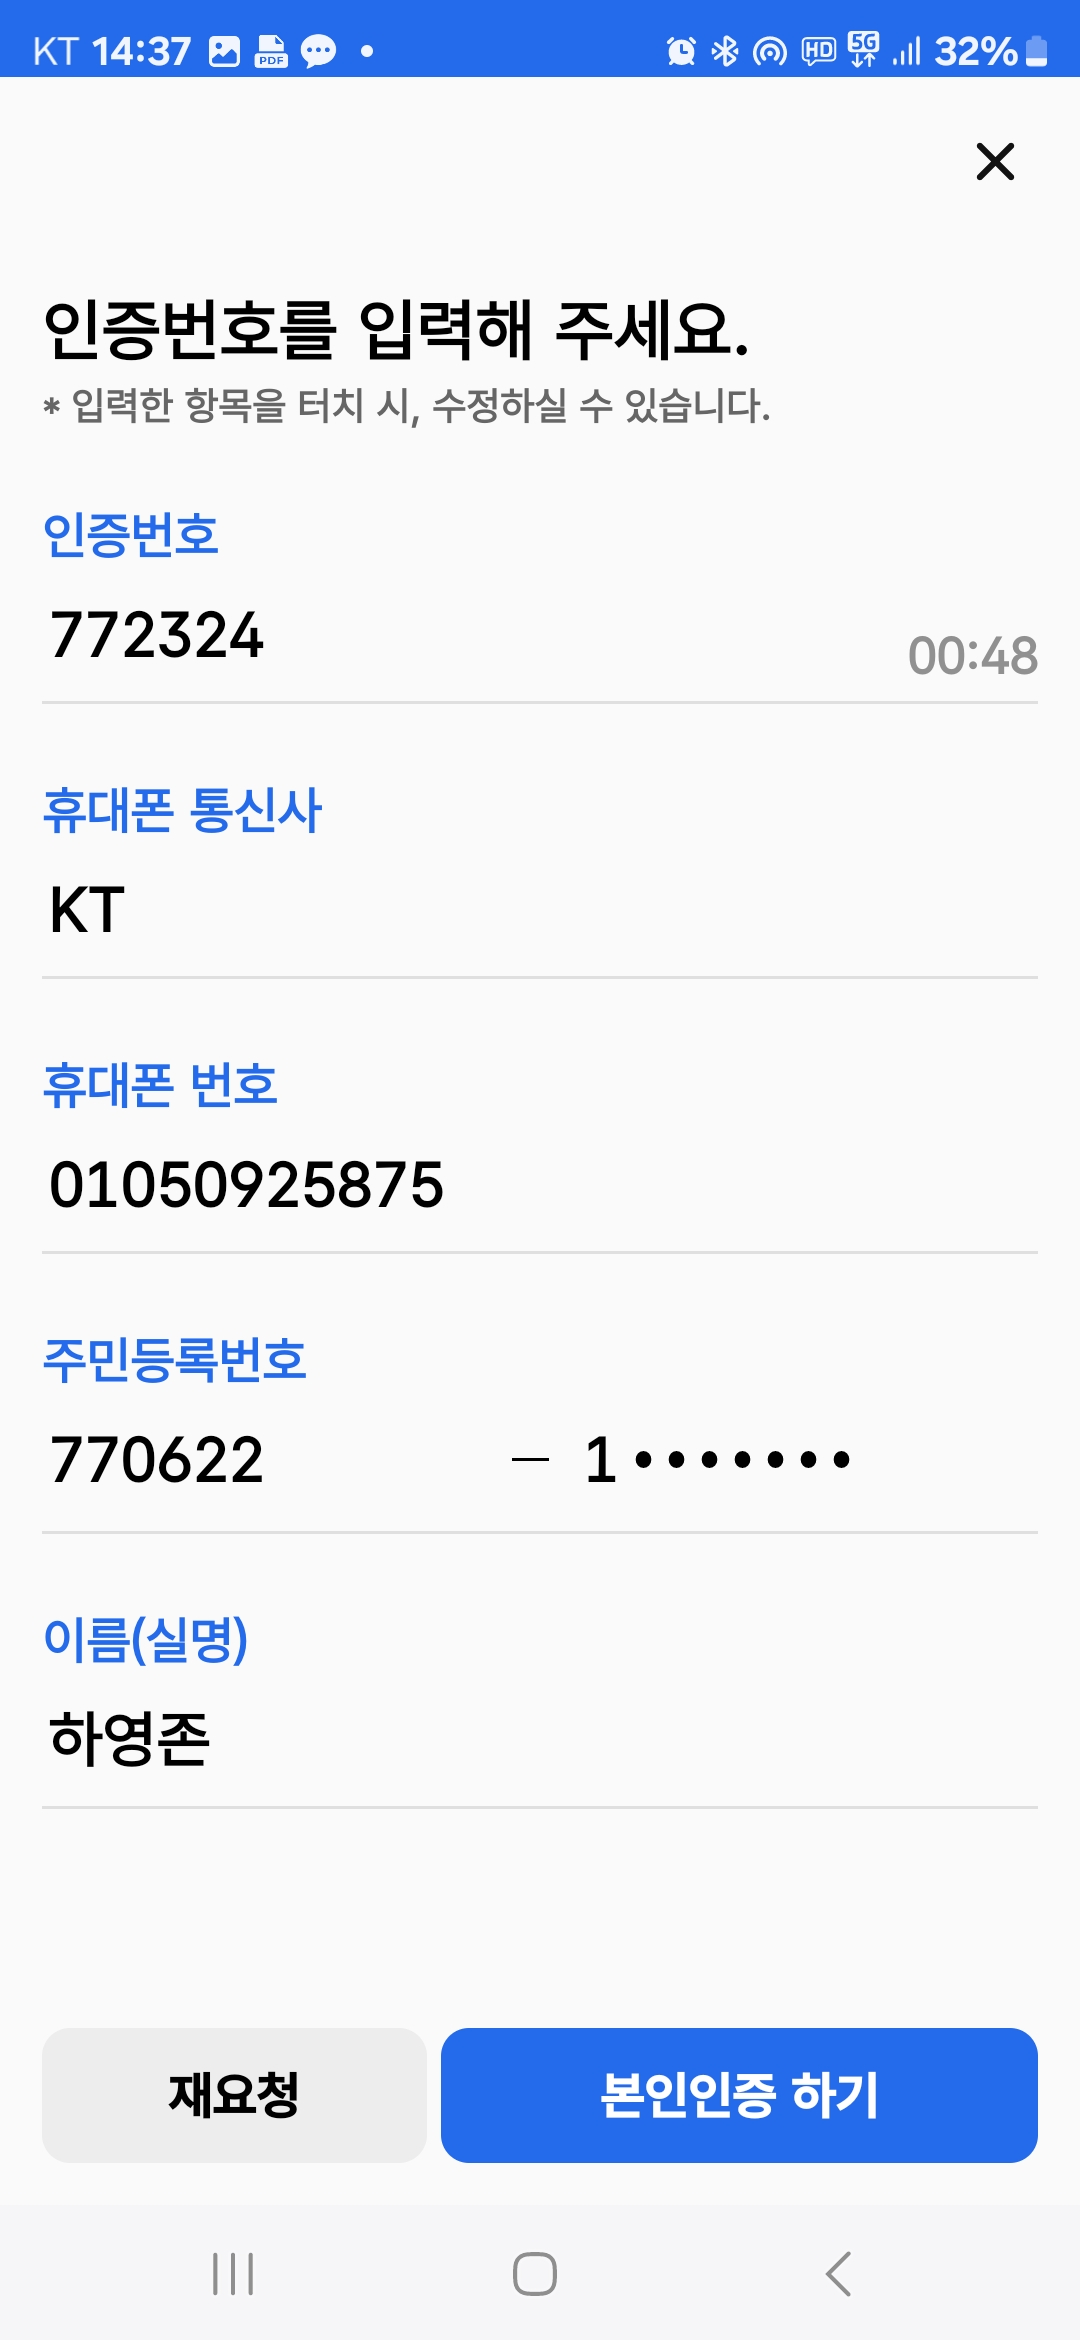 KT 14:37 PDF HD 5G 32%
인증번호를 입력해 주세요.
* 입력한 항목을 터치 시, 수정하실 수 있습니다.
인증번호
772324 00:48
휴대폰 통신사
KT
휴대폰 번호
01050925875
주민등록번호
770622 — 1•••••••
이름(실명)
하영존
재요청 본인인증 하기